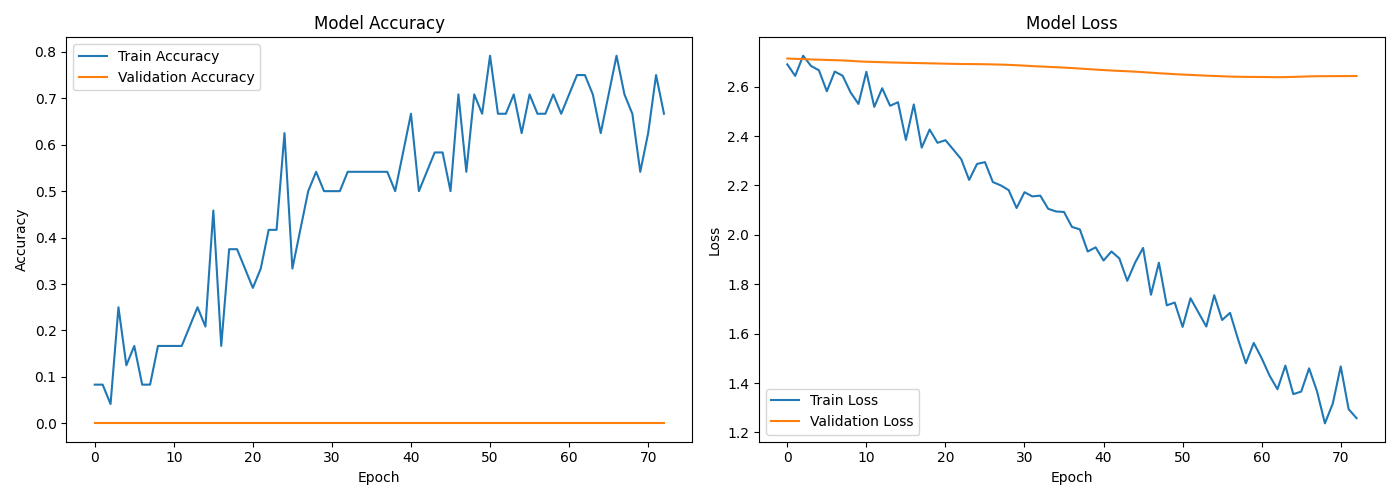 Model Accuracy
Train Accuracy
Validation Accuracy
0.8
0.7
0.6
0.5
0.4
0.3
0.2
0.1
0.0
Accuracy
0 10 20 30 40 50 60 70
Epoch
Model Loss
2.6
2.4
2.2
2.0
1.8
1.6
1.4
1.2
Loss
Train Loss
Validation Loss
0 10 20 30 40 50 60 70
Epoch